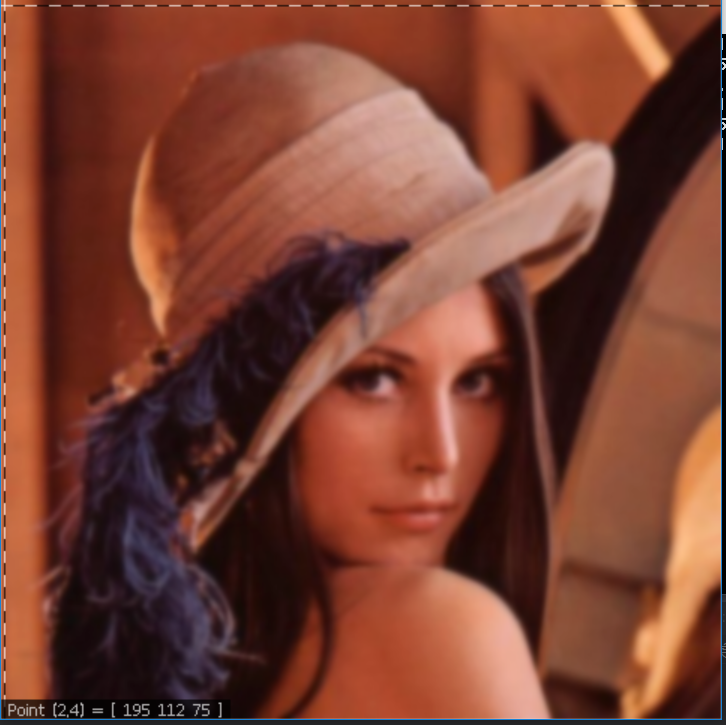 Point (2,4) = [ 195 112 75 ]